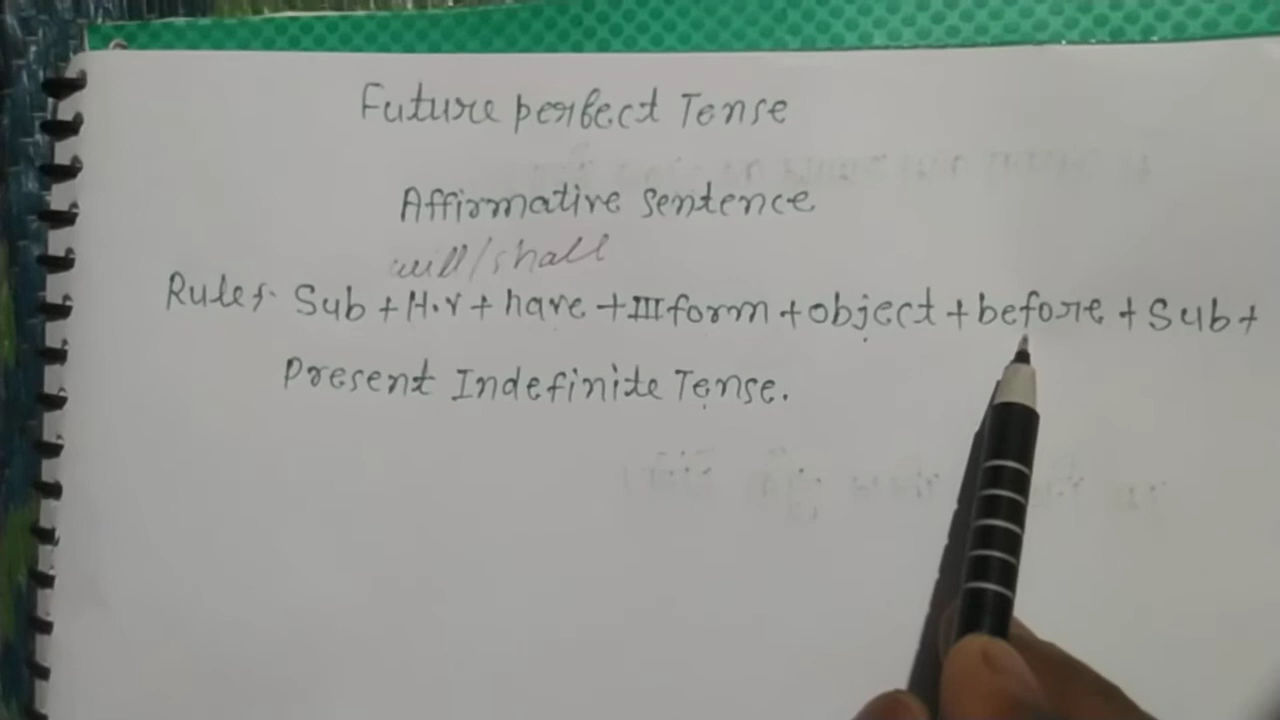 Future perfect Tense
Affirmative sentence
will/shall
Rules:- Sub + H.V + have + III form + object + before + Sub +
Present Indefinite Tense.